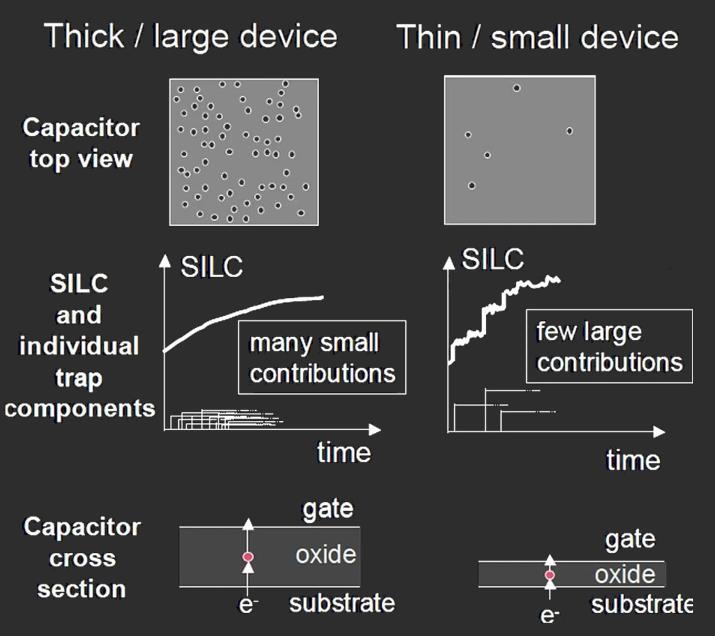 Thick / large device
Thin / small device
Capacitor
top view
SILC
and
individual
trap
components
SILC
many small
contributions
time
SILC
few large
contributions
time
Capacitor
cross
section
gate
oxide
e⁻
substrate
gate
oxide
e⁻
substrate